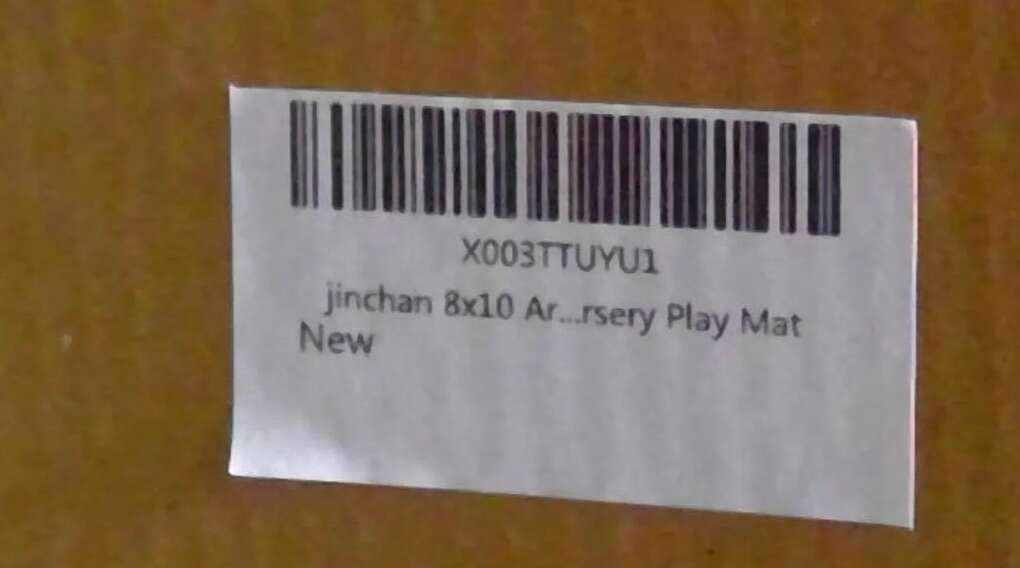 X003TTUYU1
jinchan 8x10 Ar...rsery Play Mat
New